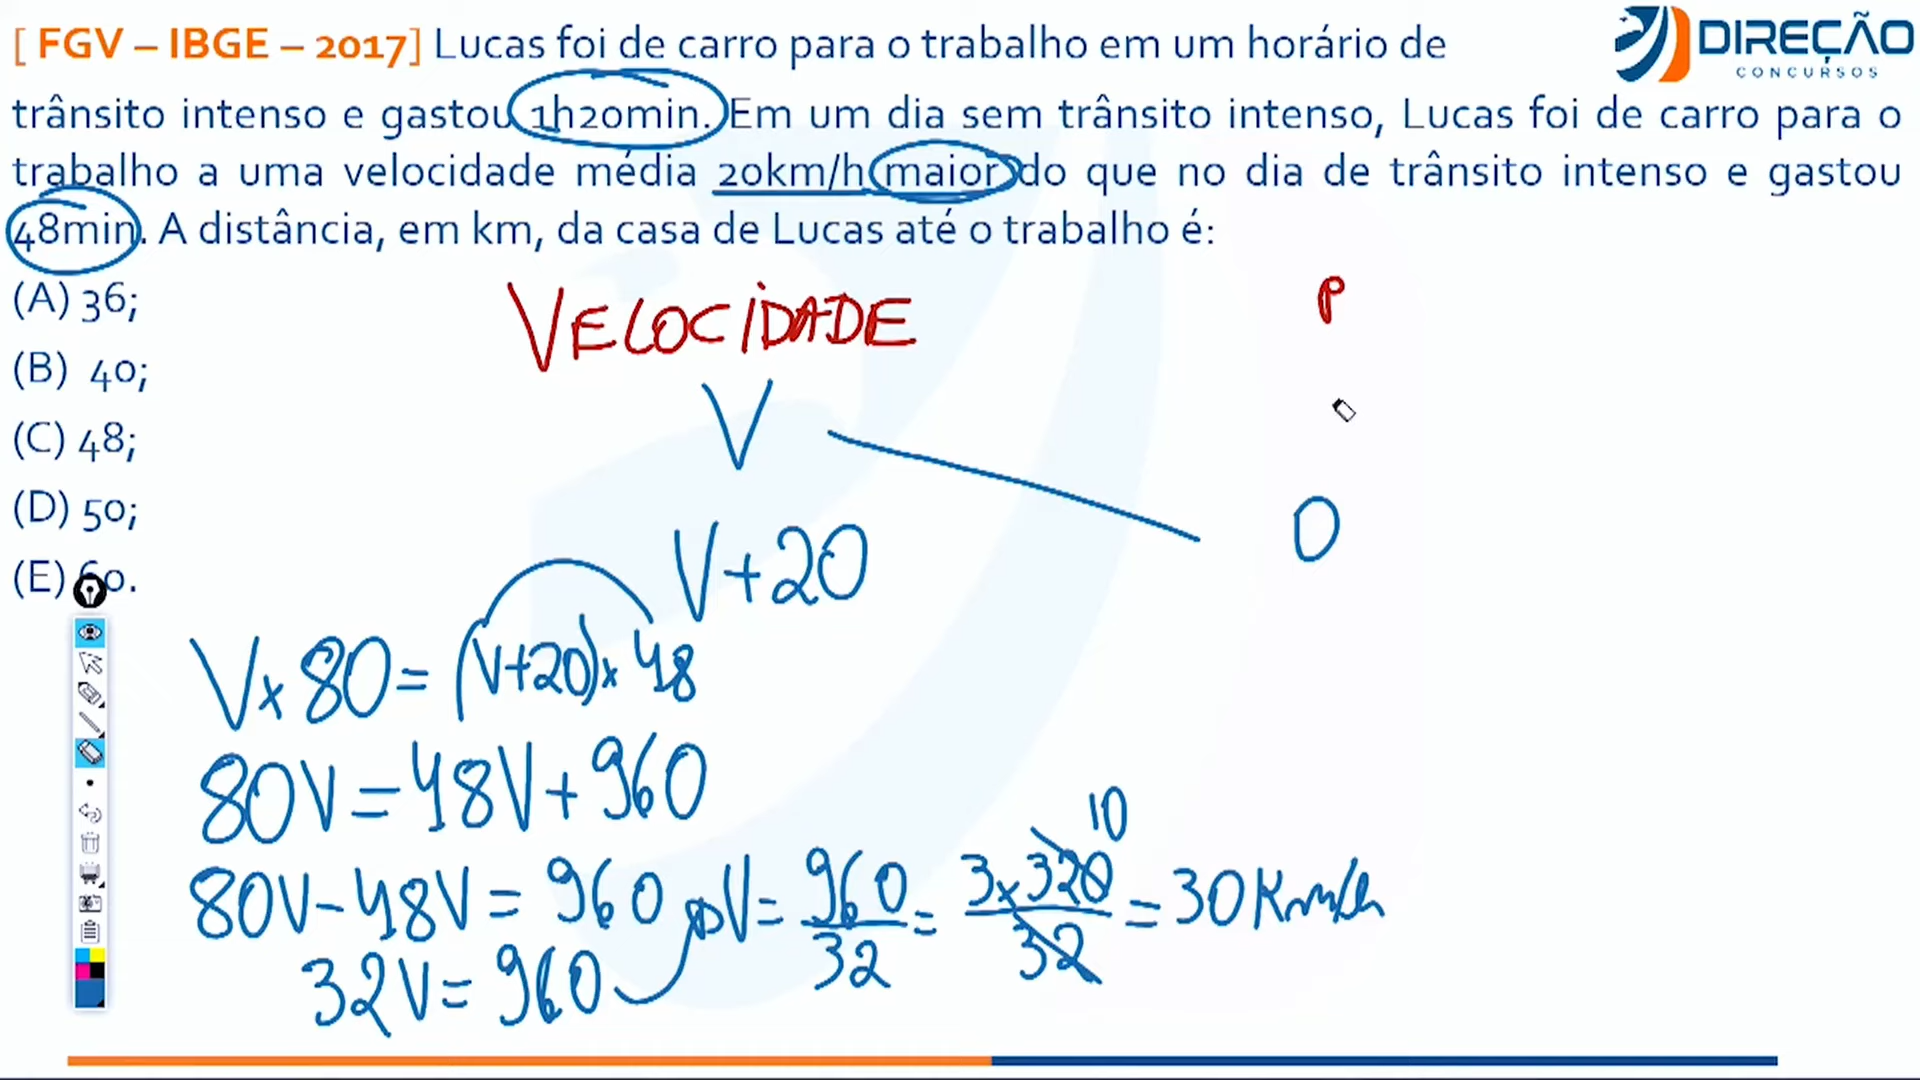 [ FGV – IBGE – 2017] Lucas foi de carro para o trabalho em um horário de
DIREÇÃO
CONCURSOS
trânsito intenso e gastou 1h20min. Em um dia sem trânsito intenso, Lucas foi de carro para o
trabalho a uma velocidade média 20km/h maior do que no dia de trânsito intenso e gastou
48min. A distância, em km, da casa de Lucas até o trabalho é:
(A) 36;
(B) 40;
(C) 48;
(D) 50;
(E) 60.
VELOCIDADE
P
V
0
V+20
V×80=(V+20)×48
80V=48V+960
10
80V-48V=960 V=960/32=3×320/32=30Km/h
32V=960